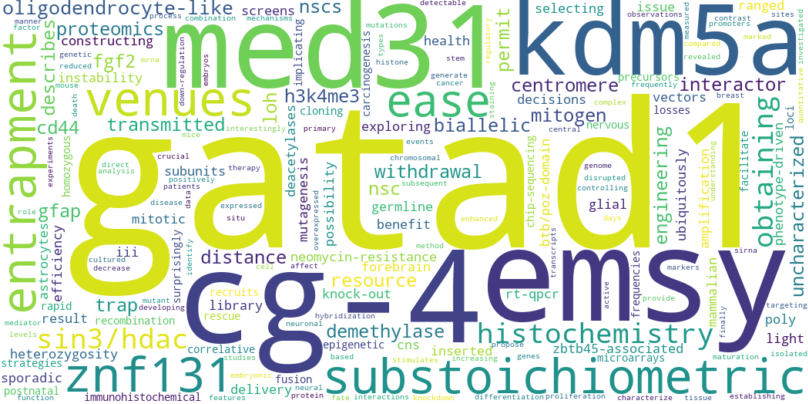 oligodendrocyte-like nscs screens med31 selecting issue ranged promoters
manner combination mechanisms detectable process contrast sites
factor proteomics implicating permit kdm5a mutations types observations measured investigated
constructing genetic reduced health histone stem precursors compared revealed
describes fgf2 down-regulation embryos carcinogenesis generate cancer centromere interactor marked
entrapment mrna mouse instability venues loh h3k4me3 ease regulatory staining frequently decisions vectors breast quantitative
death cloning mitogen complex losses
cd44 transmitted mice exploring biallelic central nervous loci
experiments homozygous interestingly primary events
direct analysis crucial deacetylases chromosomal subsequent genome
gatad1
role patients therapy possibility withdrawal disrupted controlling engineering ubiquitously amplification understanding obtaining facilitate phenotype-driven uncharacterized
gfap subunits positively data mutagenesis nsc chip-sequencing btb/poz-domain
disease expressed germline
astrocytes mitotic situ overexpressed benefit enhanced glial days
efficiency surprisingly identify iii distance neomycin-resistance method transcripts sirna
cultured decrease cell affect forebrain markers
cg-4 emsy
rapid trap mutant recruits resource active frequencies mammalian targeting
developing library knock-out rt-qpcr provide finally
result recombination rescue neuronal hybridization demethylase histochemistry poly
mediator levels correlative epigenetic propose cns inserted zbtb45-associated light
heterozygosity studies based stimulates increasing genes microarrays maturation isolated
strategies embryonic
sporadic znf131 fusion delivery neural substoichiometric
postnatal protein
features functions immunohistochemical fate interactions knockdown differentiation proliferation characterize tissue establishing